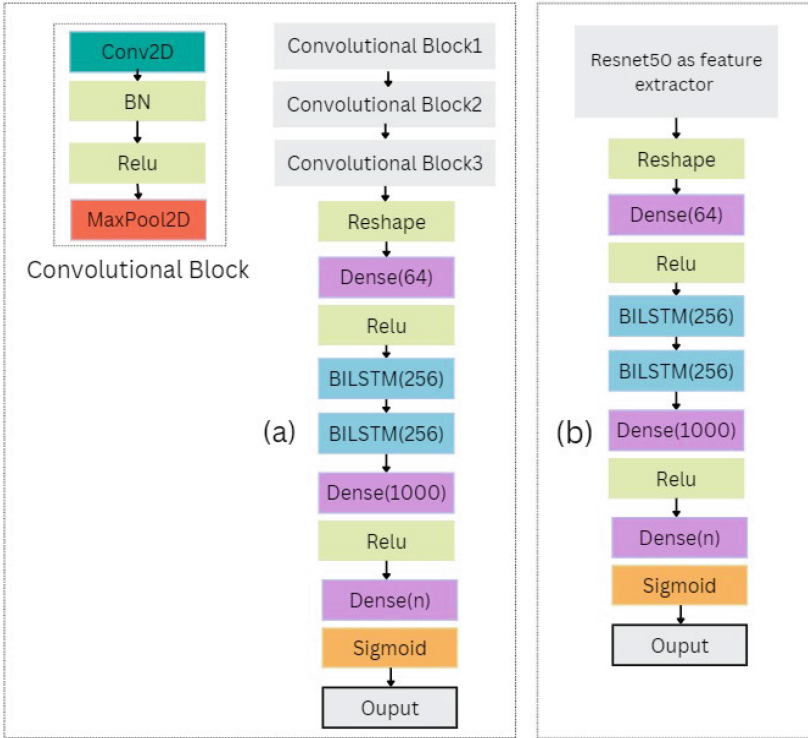 Conv2D
BN
Relu
MaxPool2D
Convolutional Block
Convolutional Block1
Convolutional Block2
Convolutional Block3
Reshape
Dense(64)
Relu
BILSTM(256)
(a)
BILSTM(256)
Dense(1000)
Relu
Dense(n)
Sigmoid
Ouput
Resnet50 as feature
extractor
Reshape
Dense(64)
Relu
BILSTM(256)
BILSTM(256)
(b)
Dense(1000)
Relu
Dense(n)
Sigmoid
Ouput